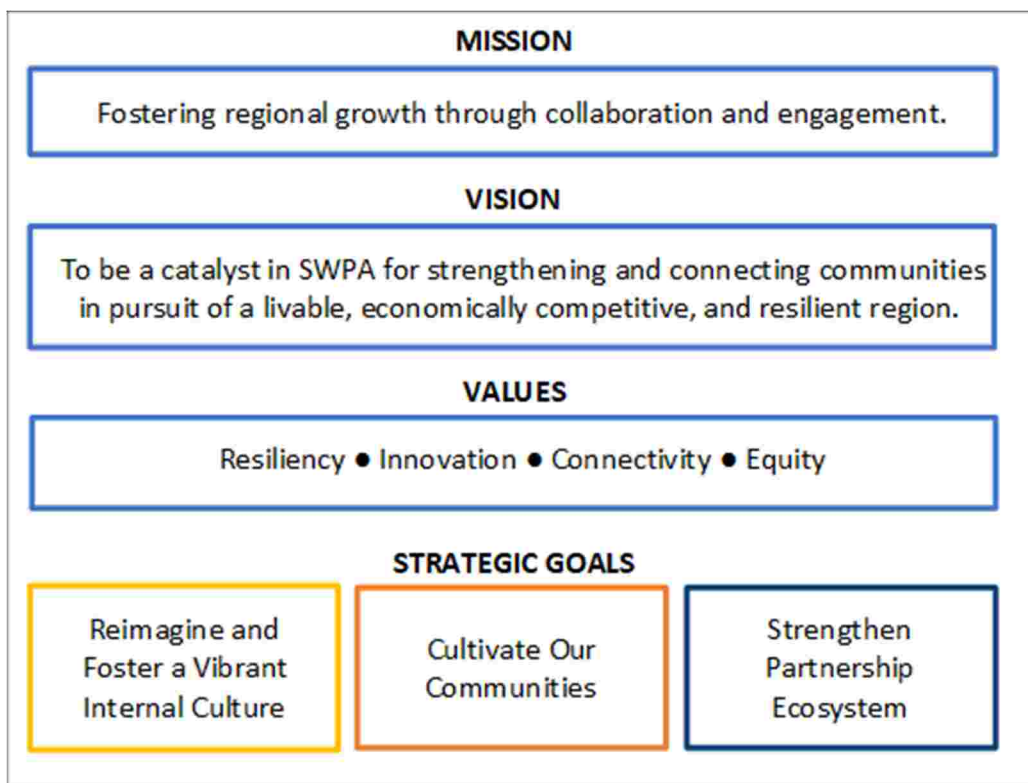 MISSION
Fostering regional growth through collaboration and engagement.
VISION
To be a catalyst in SWPA for strengthening and connecting communities
in pursuit of a livable, economically competitive, and resilient region.
VALUES
Resiliency ● Innovation ● Connectivity ● Equity
STRATEGIC GOALS
Reimagine and
Foster a Vibrant
Internal Culture
Cultivate Our
Communities
Strengthen
Partnership
Ecosystem